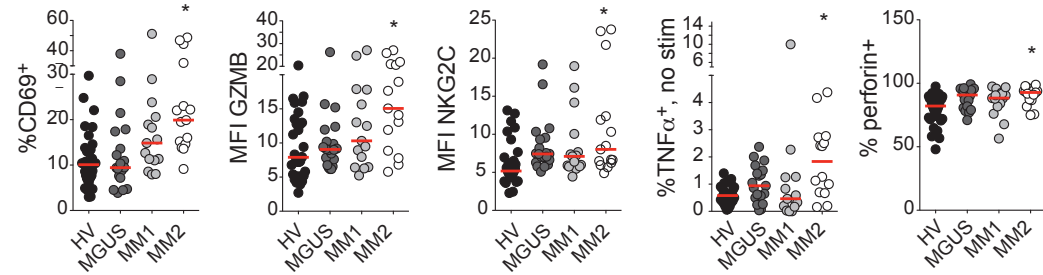 %CD69+
60
50
40
30
20
10
0
*
HV
MGUS
MM1
MM2
MFI GZMB
40
30
20
15
10
5
0
*
HV
MGUS
MM1
MM2
MFI NKG2C
25
20
15
10
5
0
*
HV
MGUS
MM1
MM2
%TNFα+, no stim
14
12
10
8
6
4
2
1
0
*
HV
MGUS
MM1
MM2
% perforin+
150
100
50
0
*
HV
MGUS
MM1
MM2